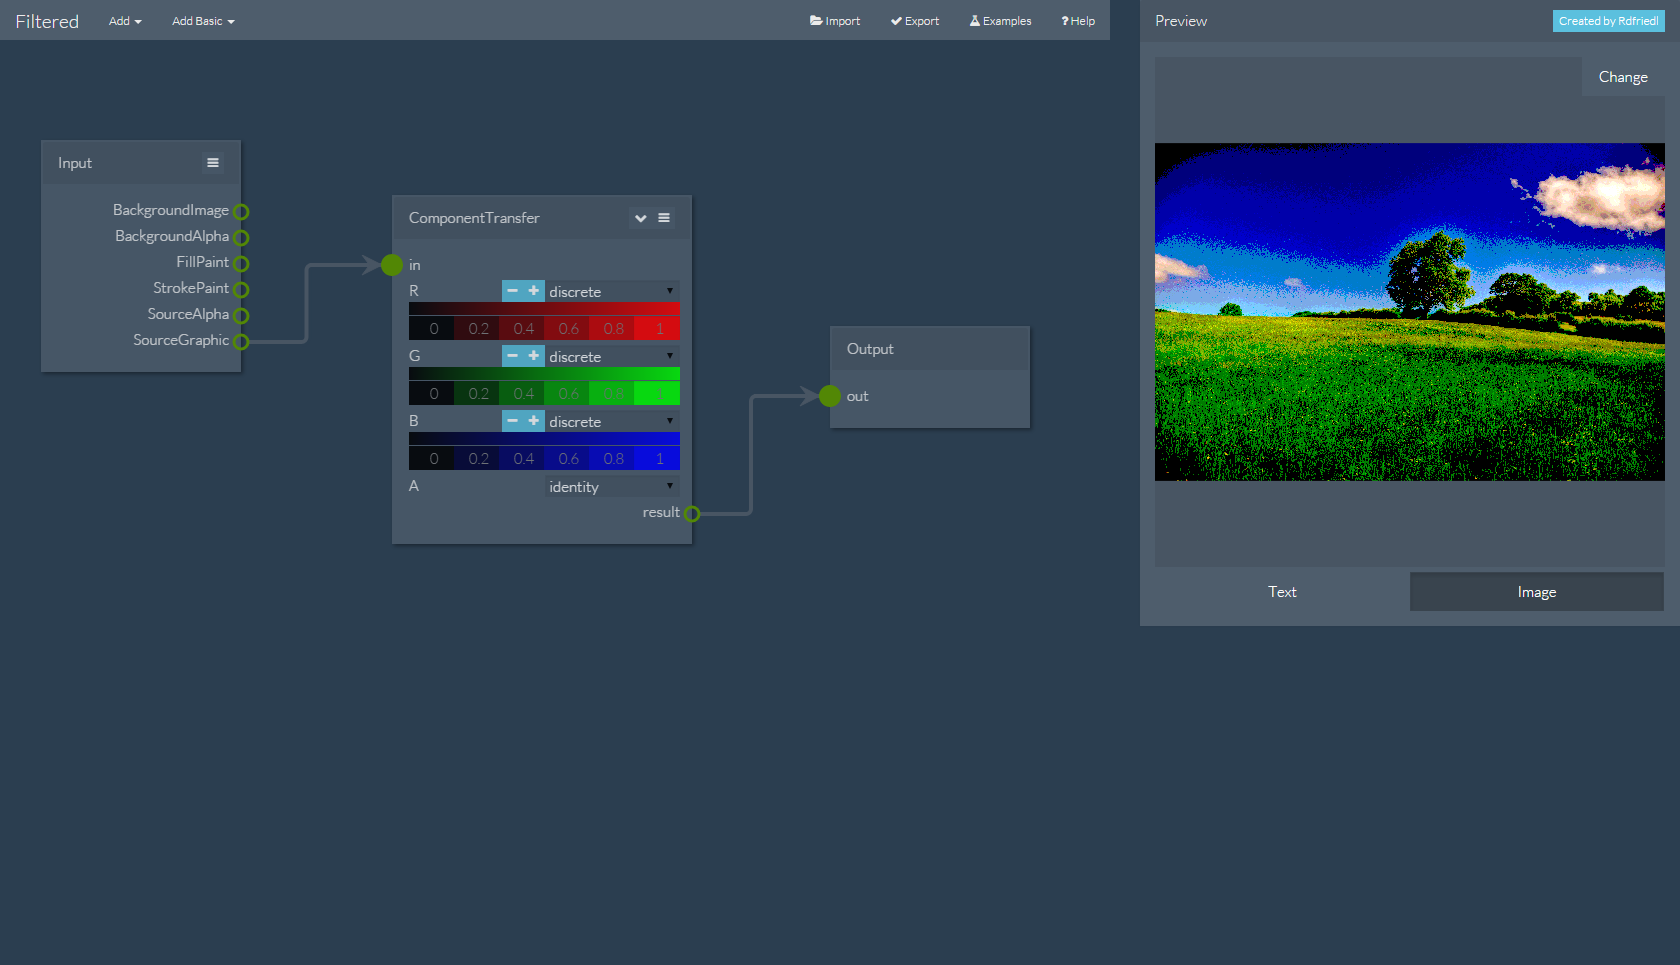 Filtered Add Add Basic Import Export Examples ? Help
Preview Created by Rdfriedl
Change
Input
BackgroundImage
BackgroundAlpha
FillPaint
StrokePaint
SourceAlpha
SourceGraphic
ComponentTransfer
in
R discrete
0 0.2 0.4 0.6 0.8 1
G discrete
0 0.2 0.4 0.6 0.8 1
B discrete
0 0.2 0.4 0.6 0.8 1
A identity
result
Output
out
Text Image